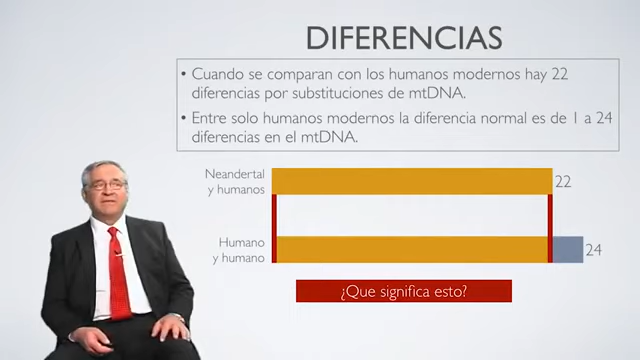 DIFERENCIAS
• Cuando se comparan con los humanos modernos hay 22
diferencias por substituciones de mtDNA.
• Entre solo humanos modernos la diferencia normal es de 1 a 24
diferencias en el mtDNA.
Neandertal
y humanos
22
Humano
y humano
24
¿Que significa esto?